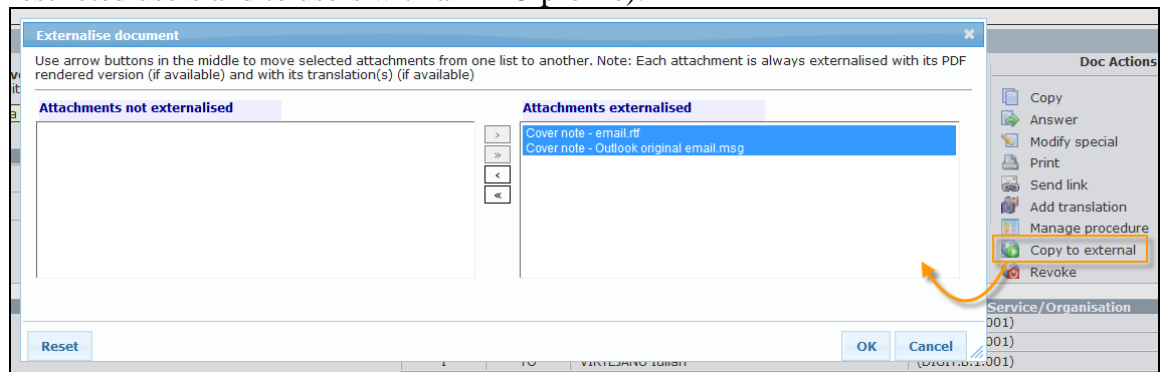 Externalise document
Use arrow buttons in the middle to move selected attachments from one list to another. Note: Each attachment is always externalised with its PDF
rendered version (if available) and with its translation(s) (if available)
Attachments not externalised
Attachments externalised
Cover note - email.rtf
Cover note - Outlook original email.msg
>
»
<
«
Reset
OK
Cancel
Doc Actions
Copy
Answer
Modify special
Print
Send link
Add translation
Manage procedure
Copy to external
Revoke
Service/Organisation
001)
001)